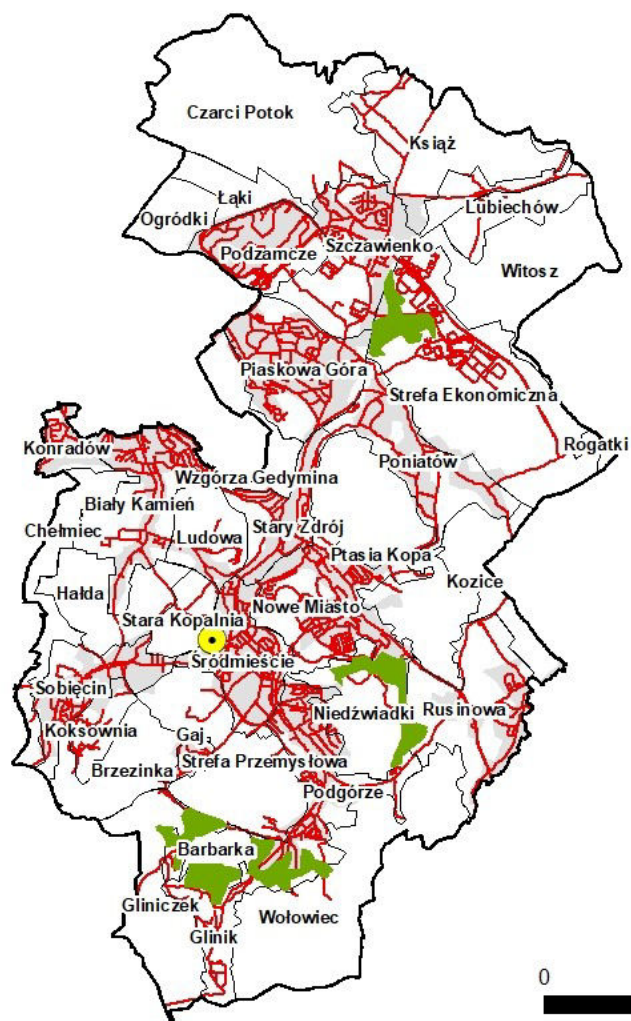 Czarci Potok
Książ
Łąki
Lubiechów
Ogródki
Podzamcze
Szczawienko
Witosz
Piaskowa Góra
Strefa Ekonomiczna
Konradów
Rogatki
Poniatów
Wzgórza Gedymina
Biały Kamień
Stary Zdrój
Chełmiec
Ludowa
Ptasia Kopa
Kozice
Hałda
Nowe Miasto
Stara Kopalnia
Śródmieście
Sobięcin
Niedźwiadki
Rusinowa
Koksownia
Gaj
Strefa Przemysłowa
Brzezinka
Podgórze
Barbarka
Gliniczek
Wołowiec
Glinik
0